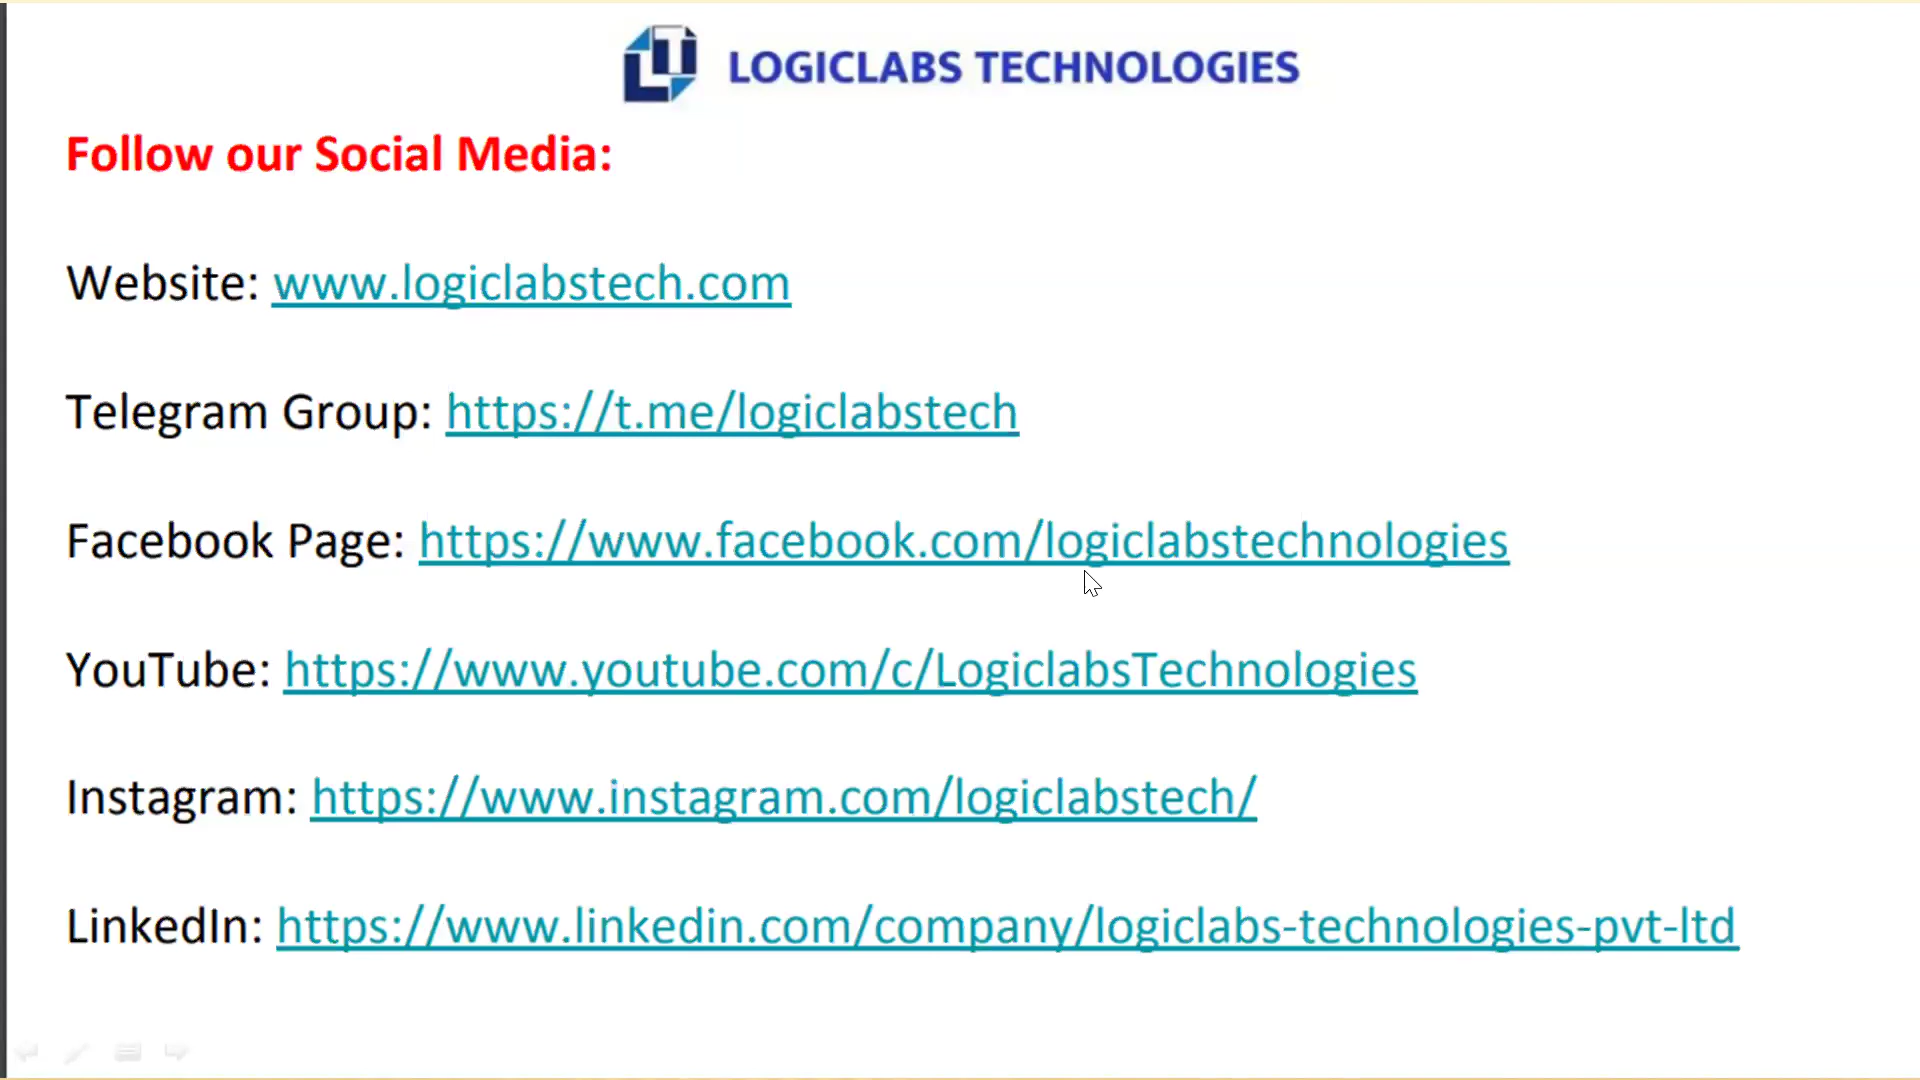 LOGICLABS TECHNOLOGIES
Follow our Social Media:
Website: www.logiclabstech.com
Telegram Group: https://t.me/logiclabstech
Facebook Page: https://www.facebook.com/logiclabstechnologies
YouTube: https://www.youtube.com/c/LogiclabsTechnologies
Instagram: https://www.instagram.com/logiclabstech/
LinkedIn: https://www.linkedin.com/company/logiclabs-technologies-pvt-ltd